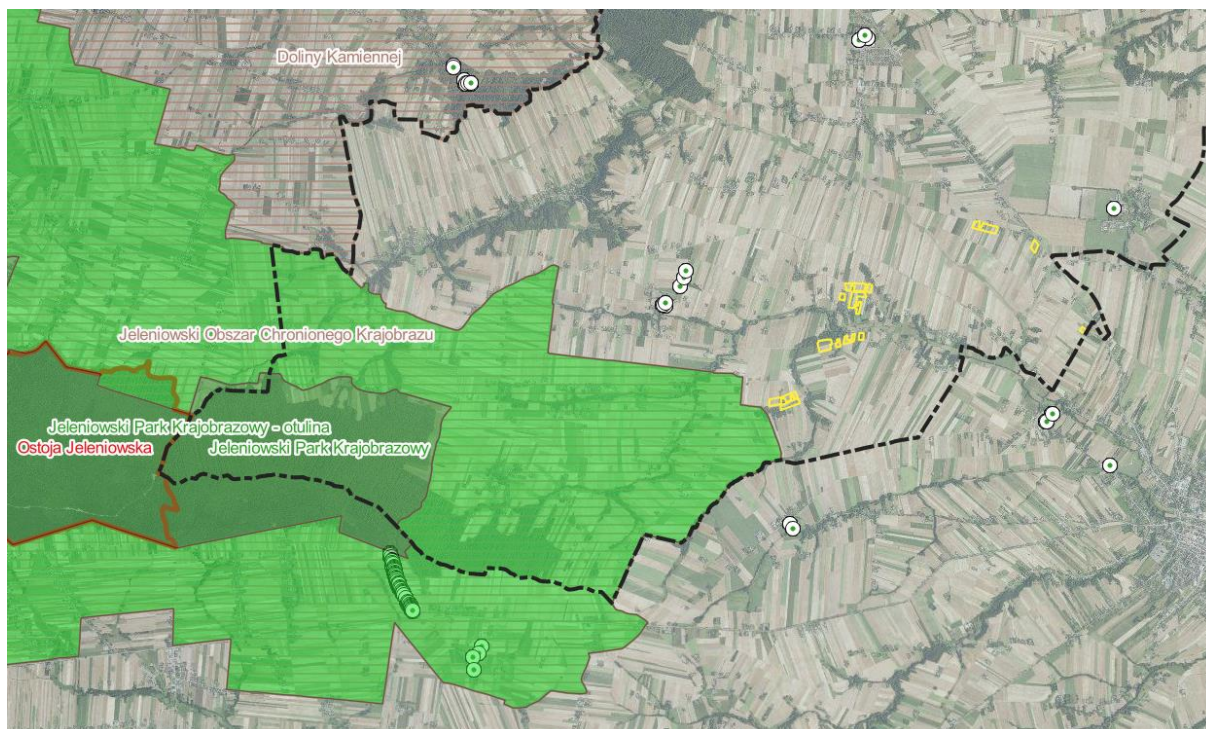 Doliny Kamiennej
Jeleniowski Obszar Chronionego Krajobrazu
Jeleniowski Park Krajobrazowy - otulina
Ostoja Jeleniowska
Jeleniowski Park Krajobrazowy